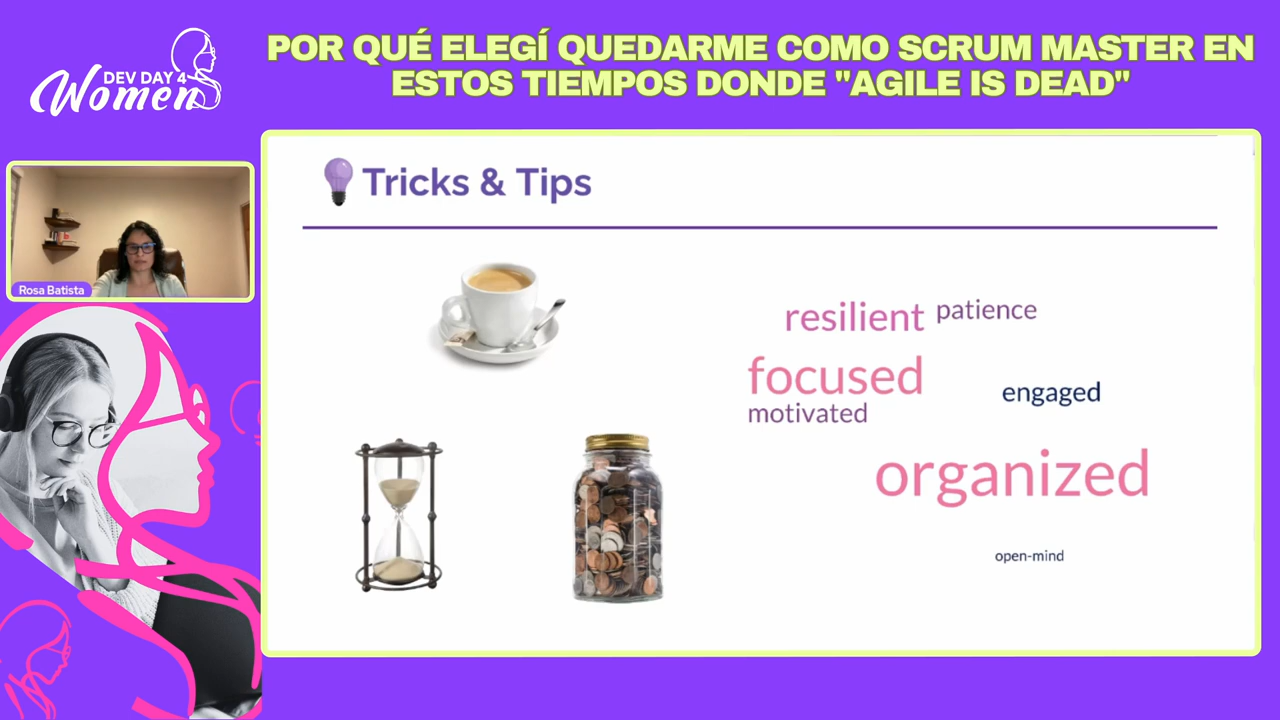 DEV DAY 4
Women
POR QUÉ ELEGÍ QUEDARME COMO SCRUM MASTER EN
ESTOS TIEMPOS DONDE "AGILE IS DEAD"
Rosa Batista
Tricks & Tips
resilient
patience
focused
engaged
motivated
organized
open-mind